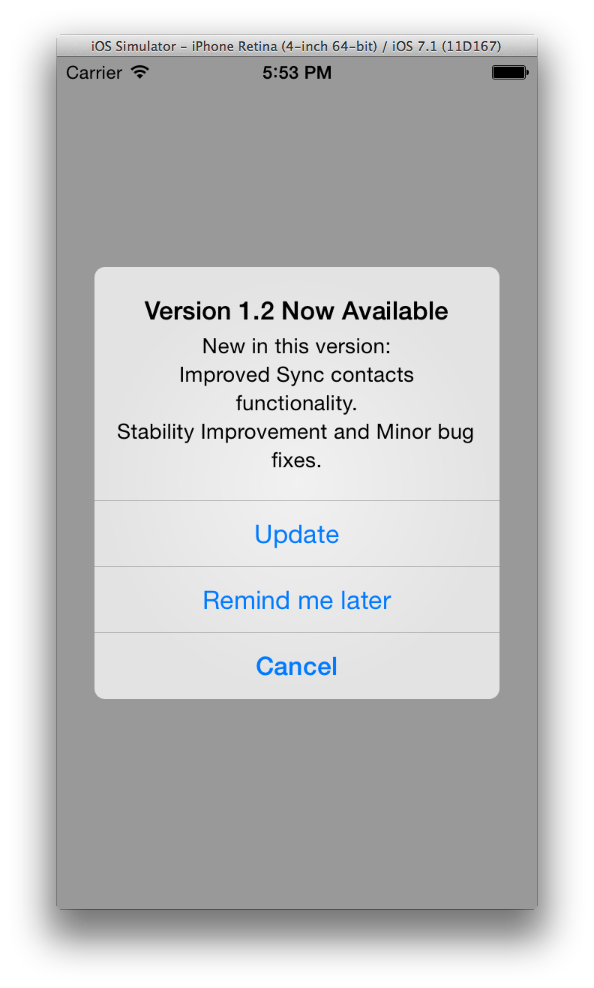 iOS Simulator - iPhone Retina (4-inch 64-bit) / iOS 7.1 (11D167)
Carrier 5:53 PM
Version 1.2 Now Available
New in this version:
Improved Sync contacts
functionality.
Stability Improvement and Minor bug
fixes.
Update
Remind me later
Cancel